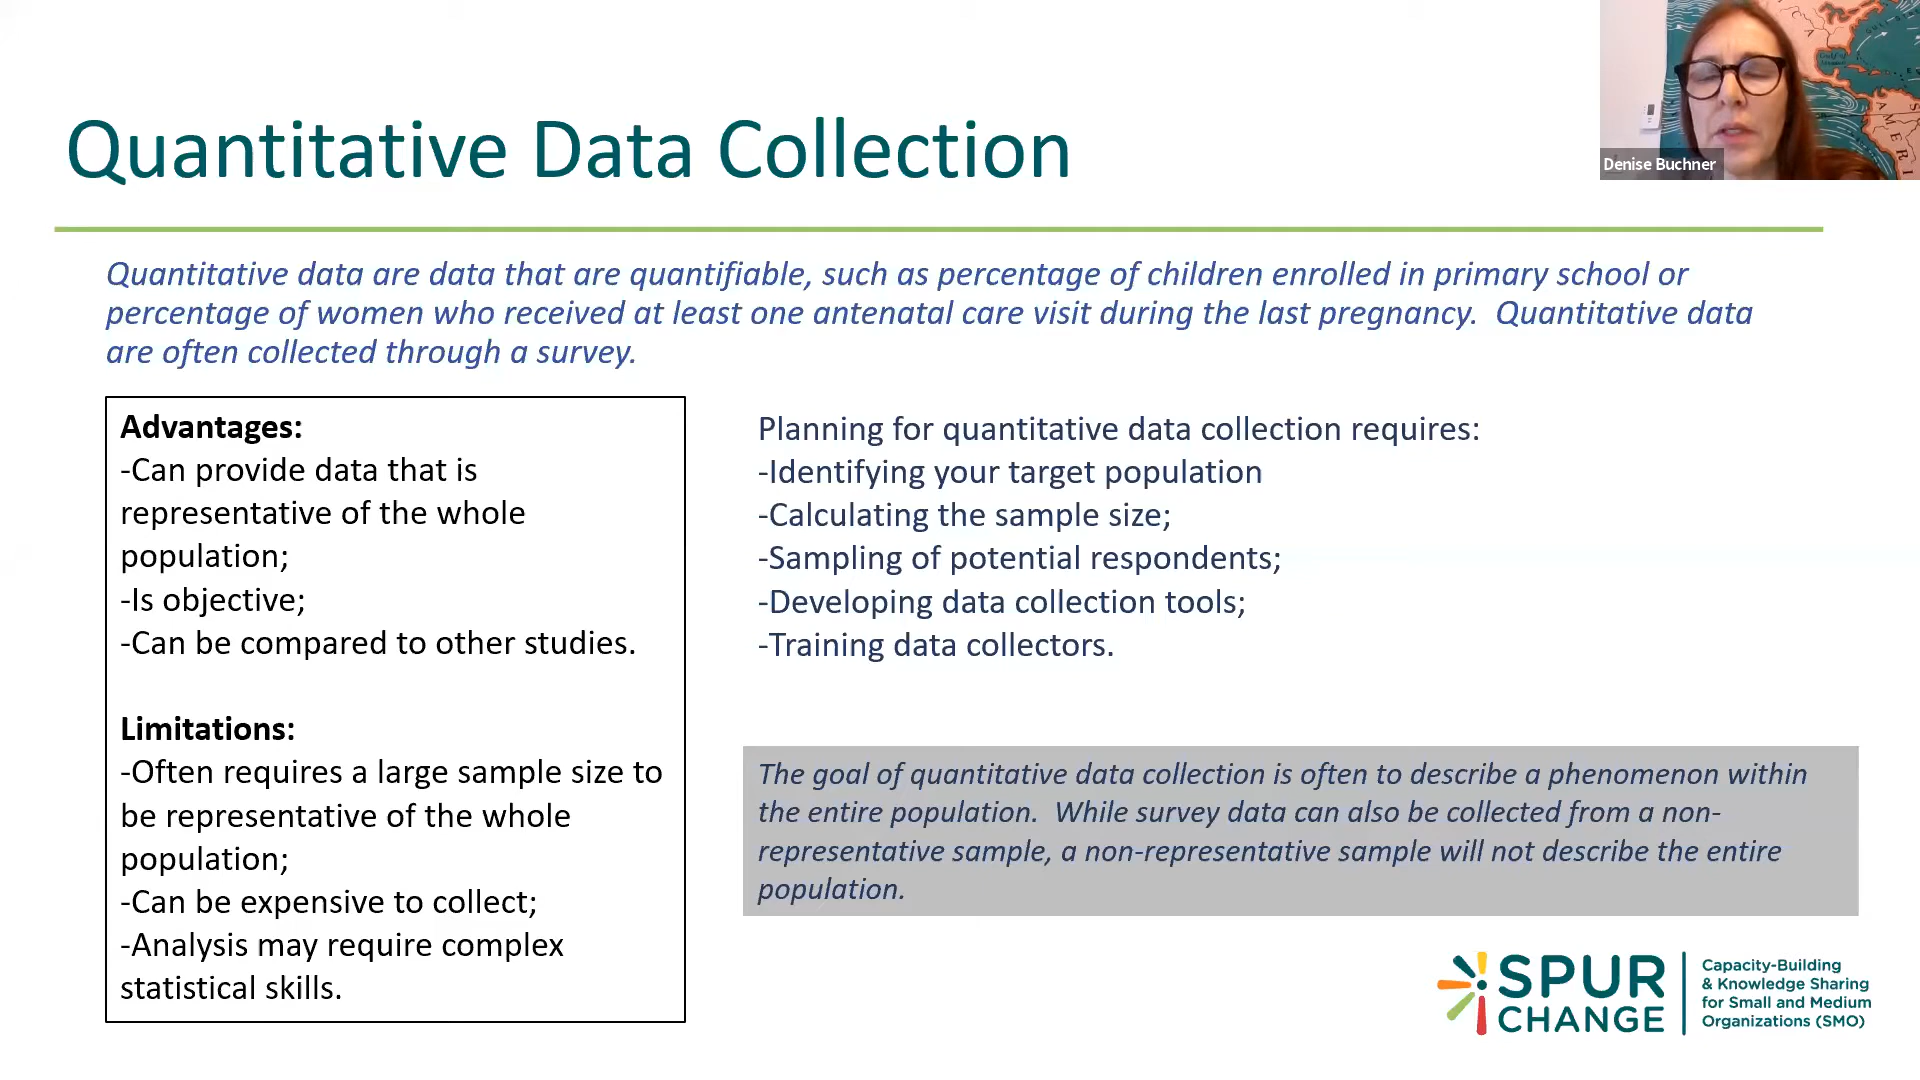 Quantitative Data Collection
Denise Buchner
Quantitative data are data that are quantifiable, such as percentage of children enrolled in primary school or
percentage of women who received at least one antenatal care visit during the last pregnancy.  Quantitative data
are often collected through a survey.
Advantages:
-Can provide data that is
representative of the whole
population;
-Is objective;
-Can be compared to other studies.
Limitations:
-Often requires a large sample size to
be representative of the whole
population;
-Can be expensive to collect;
-Analysis may require complex
statistical skills.
Planning for quantitative data collection requires:
-Identifying your target population
-Calculating the sample size;
-Sampling of potential respondents;
-Developing data collection tools;
-Training data collectors.
The goal of quantitative data collection is often to describe a phenomenon within
the entire population.  While survey data can also be collected from a non-
representative sample, a non-representative sample will not describe the entire
population.
SPUR
CHANGE
Capacity-Building
& Knowledge Sharing
for Small and Medium
Organizations (SMO)